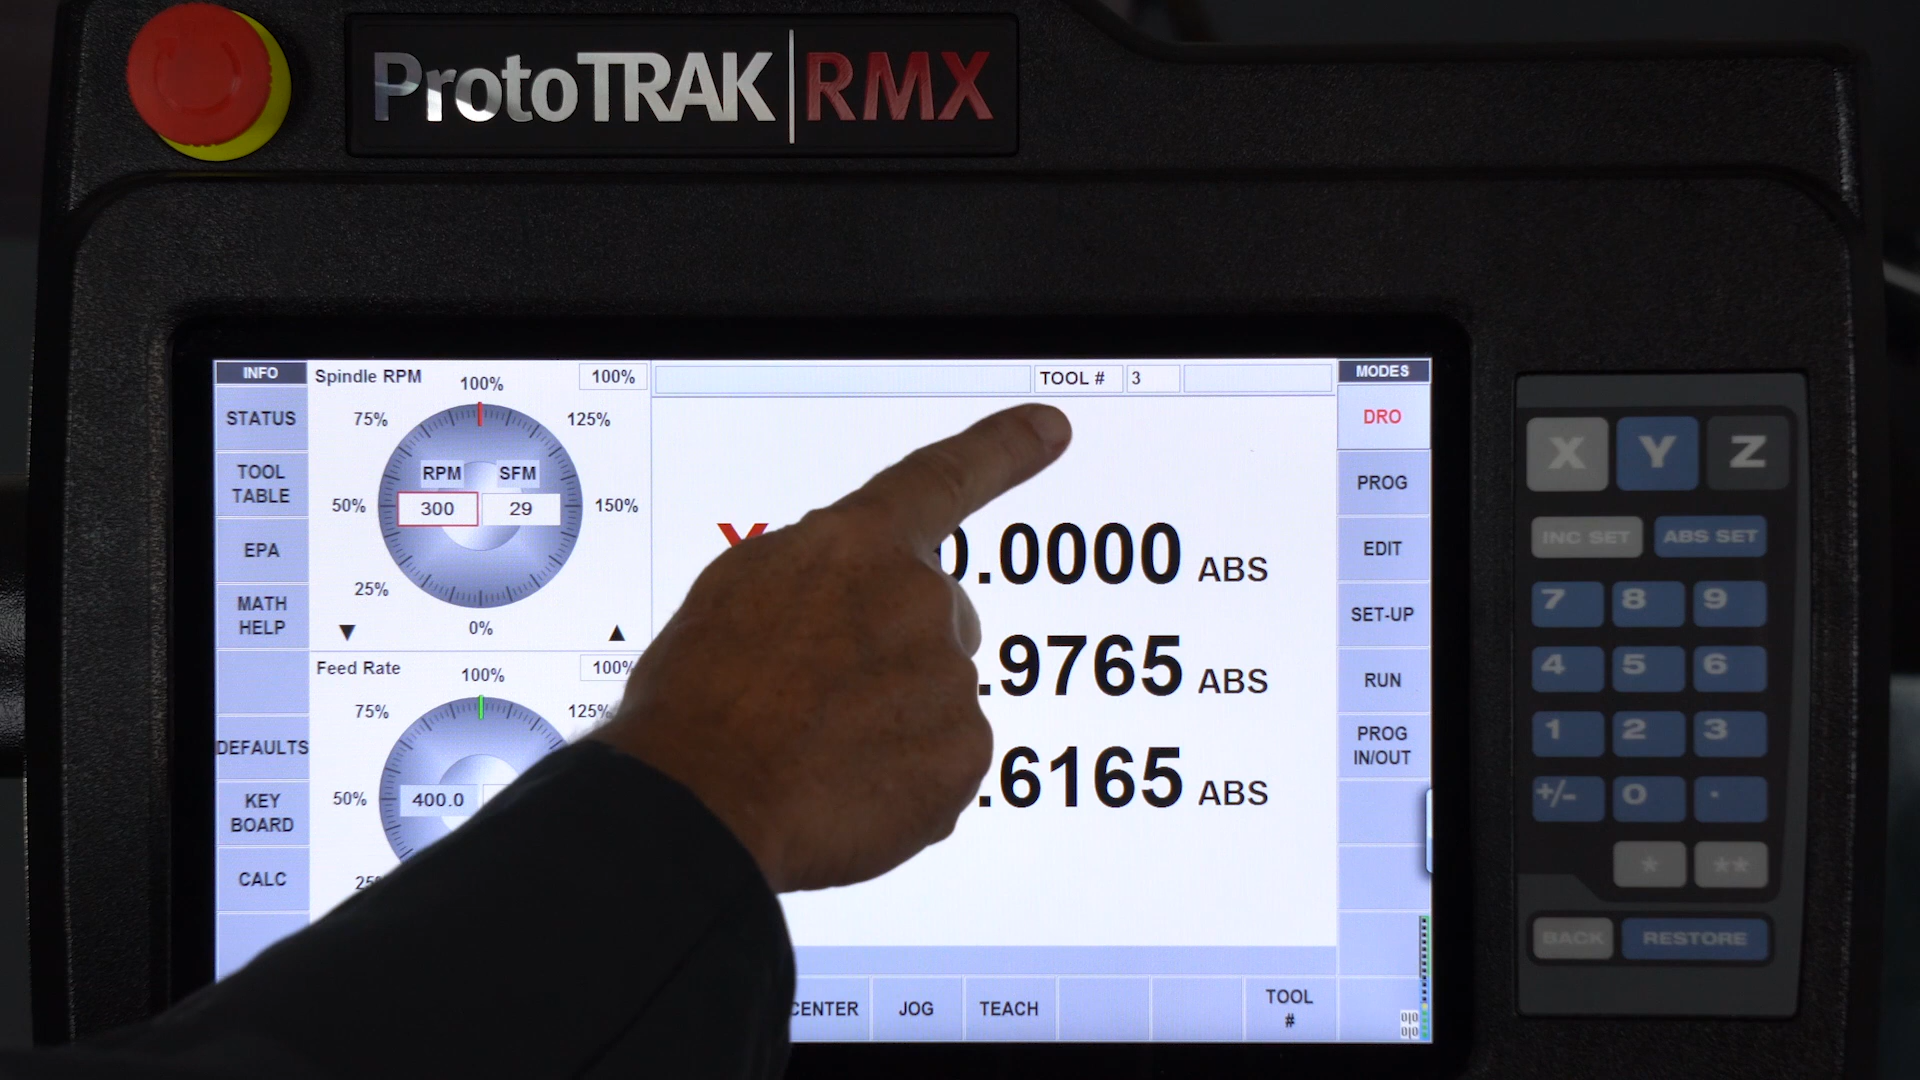 ProtoTRAK RMX
INFO
STATUS
TOOL
TABLE
EPA
MATH
HELP
DEFAULTS
KEY
BOARD
CALC
Spindle RPM
100%
100%
75%
125%
RPM
SFM
50%
300
29
150%
25%
▼
0%
▲
Feed Rate
100%
100%
75%
125%
50%
400.0
TOOL #
3
.0000 ABS
.9765 ABS
.6165 ABS
CENTER
JOG
TEACH
TOOL
#
MODES
DRO
PROG
EDIT
SET-UP
RUN
PROG
IN/OUT
X Y Z
INC SET ABS SET
7 8 9
4 5 6
1 2 3
+/- 0 .
* **
BACK RESTORE